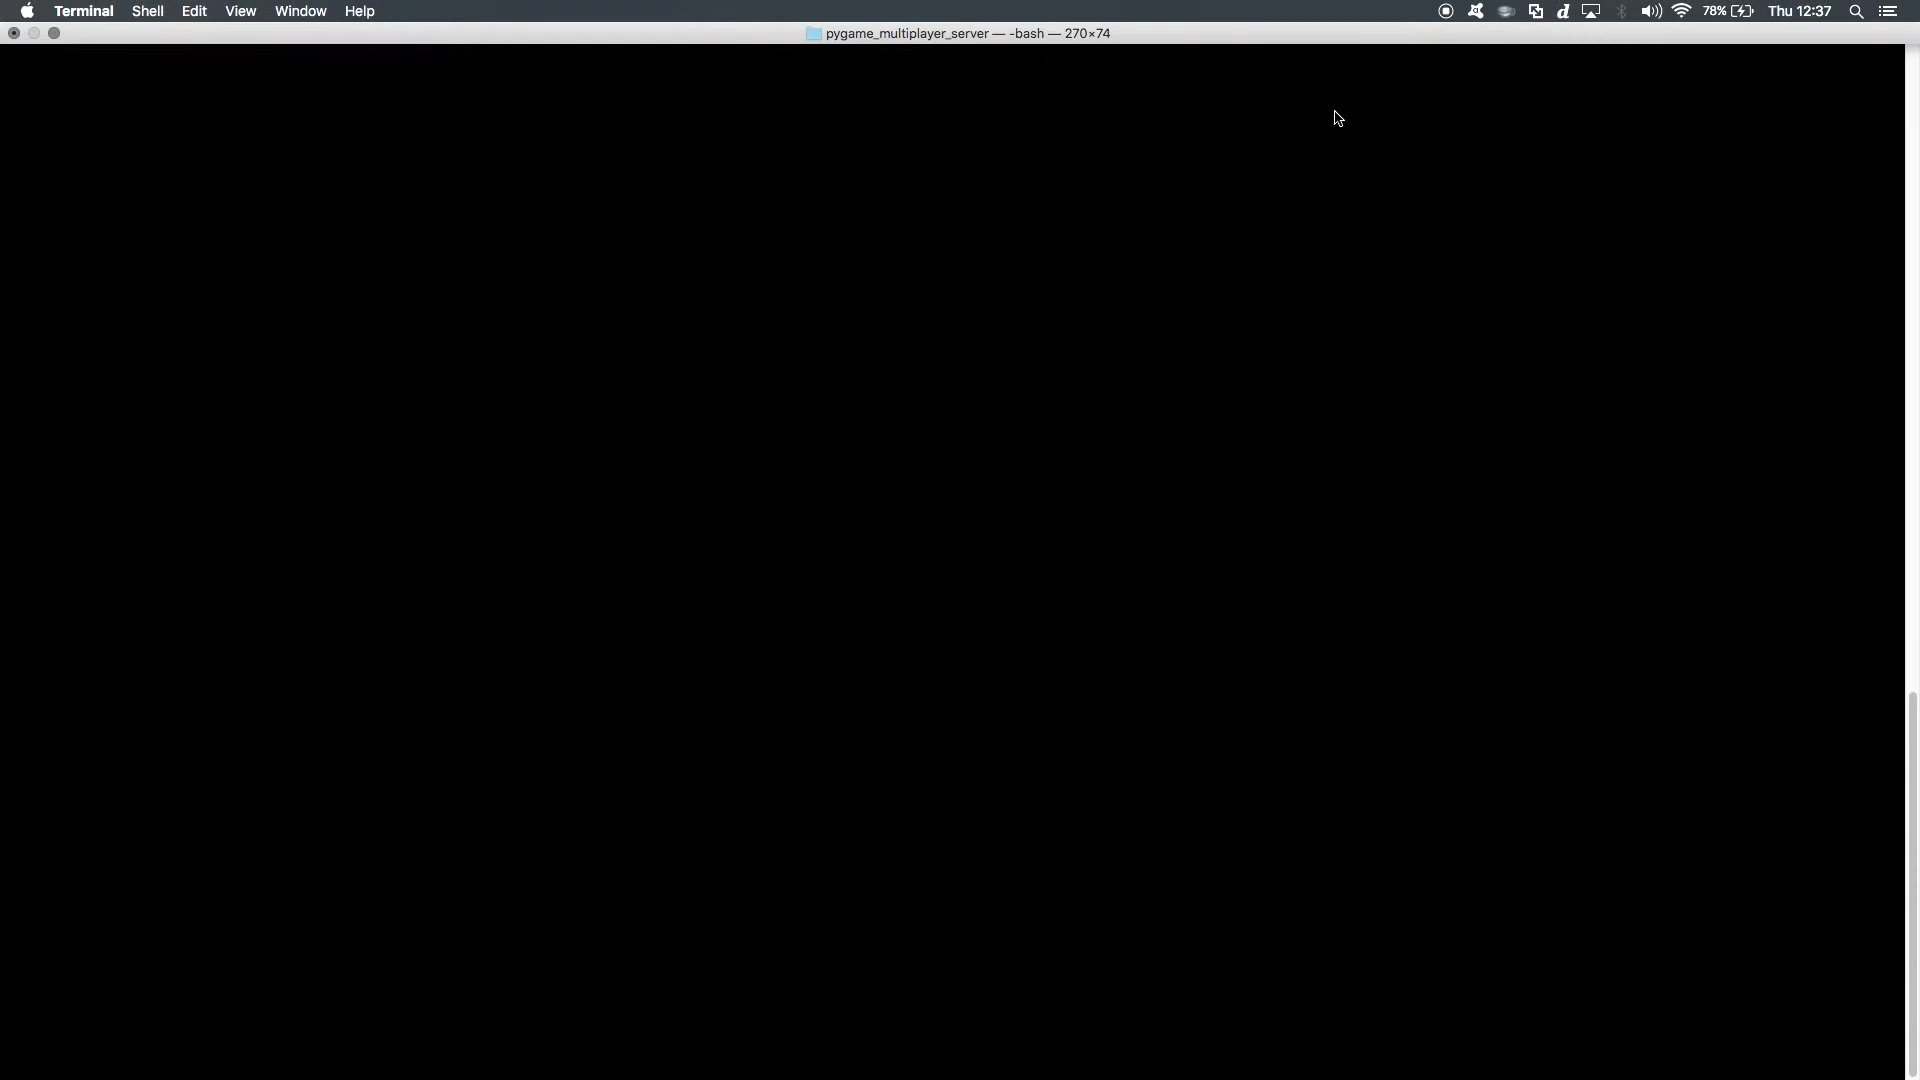 Terminal Shell Edit View Window Help d 78% Thu 12:37
pygame_multiplayer_server — -bash — 270×74